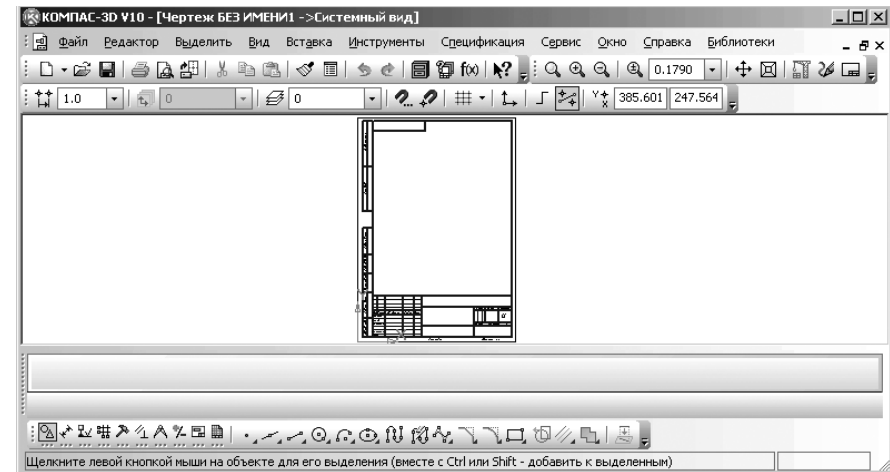 КОМПАС-3D V10 - [Чертеж БЕЗ ИМЕНИ1 ->Системный вид]
Файл Редактор Выделить Вид Вставка Инструменты Спецификация Сервис Окно Справка Библиотеки
f(x) 0.1790
1.0 0 0 385.601 247.564
Щелкните левой кнопкой мыши на объекте для его выделения (вместе с Ctrl или Shift - добавить к выделенным)